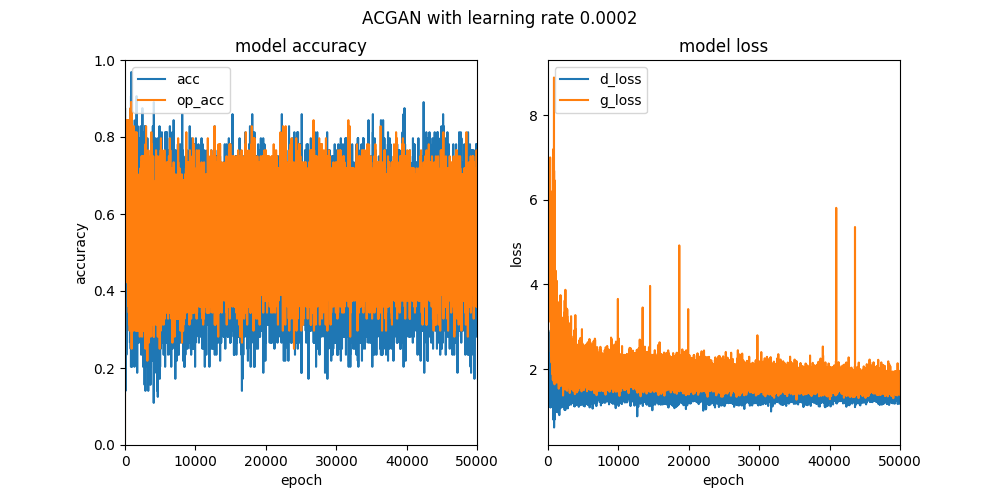 ACGAN with learning rate 0.0002
model accuracy
acc
op_acc
1.0
0.8
0.6
0.4
0.2
0.0
accuracy
0 10000 20000 30000 40000 50000
epoch
model loss
d_loss
g_loss
8
6
4
2
loss
0 10000 20000 30000 40000 50000
epoch